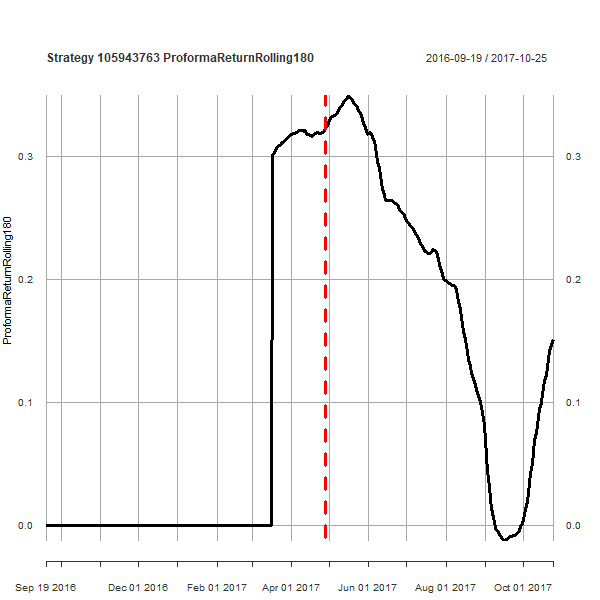 Strategy 105943763 ProformaReturnRolling180 2016-09-19 / 2017-10-25
ProformaReturnRolling180
0.3 0.3
0.2 0.2
0.1 0.1
0.0 0.0
Sep 19 2016 Dec 01 2016 Feb 01 2017 Apr 01 2017 Jun 01 2017 Aug 01 2017 Oct 01 2017